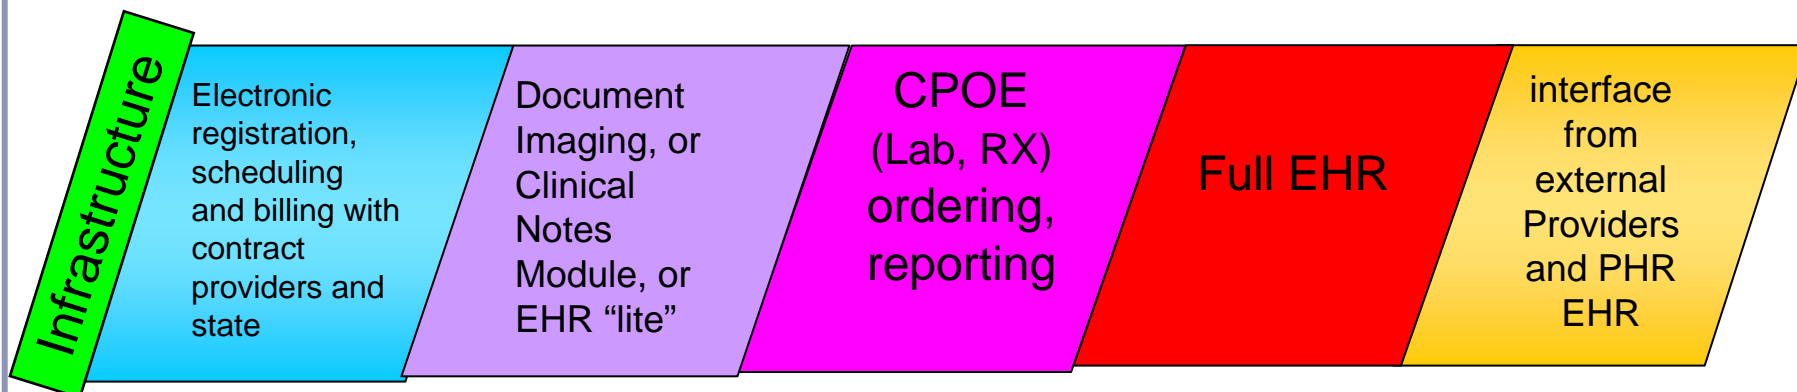 Infrastructure
Electronic
registration,
scheduling
and billing with
contract
providers and
state
Document
Imaging, or
Clinical
Notes
Module, or
EHR “lite”
CPOE
(Lab, RX)
ordering,
reporting
Full EHR
interface
from
external
Providers
and PHR
EHR